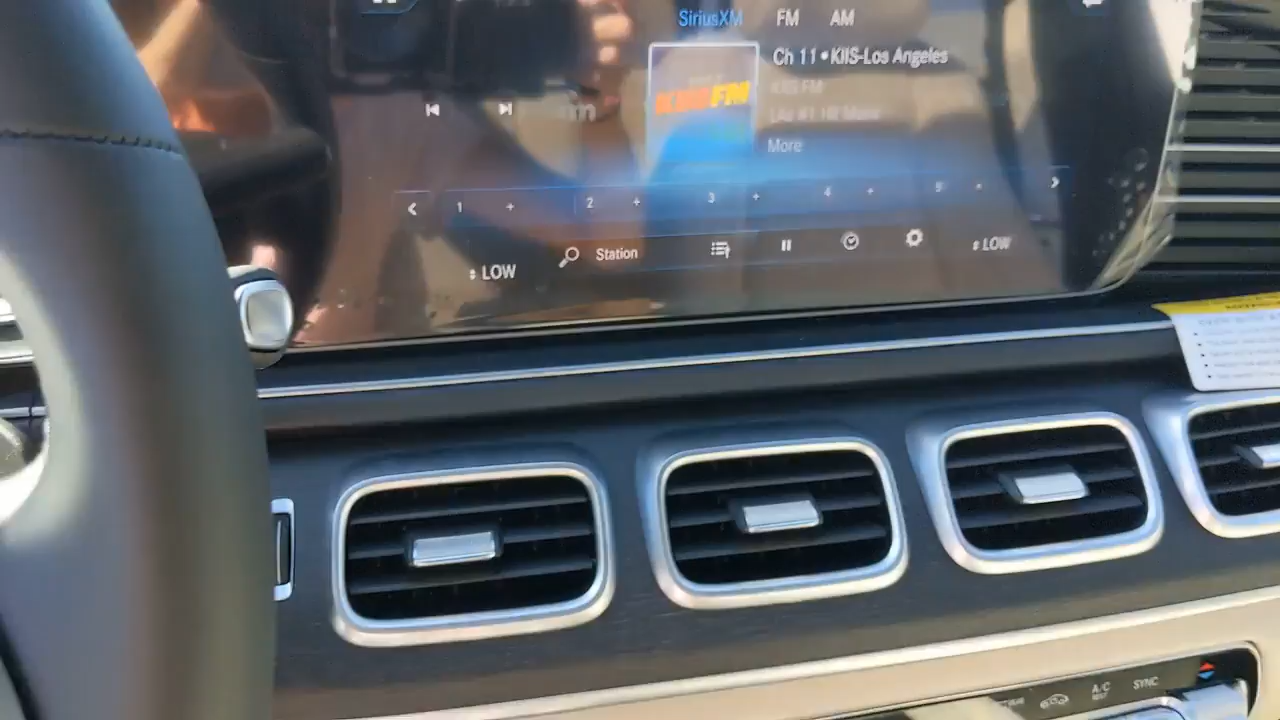 SiriusXM FM AM
Ch 11•KIIS-Los Angeles
KIIS FM
KIISFM
More
1 + 2 + 3 + 4 + 5 +
LOW Station LOW
A/C
SYNC